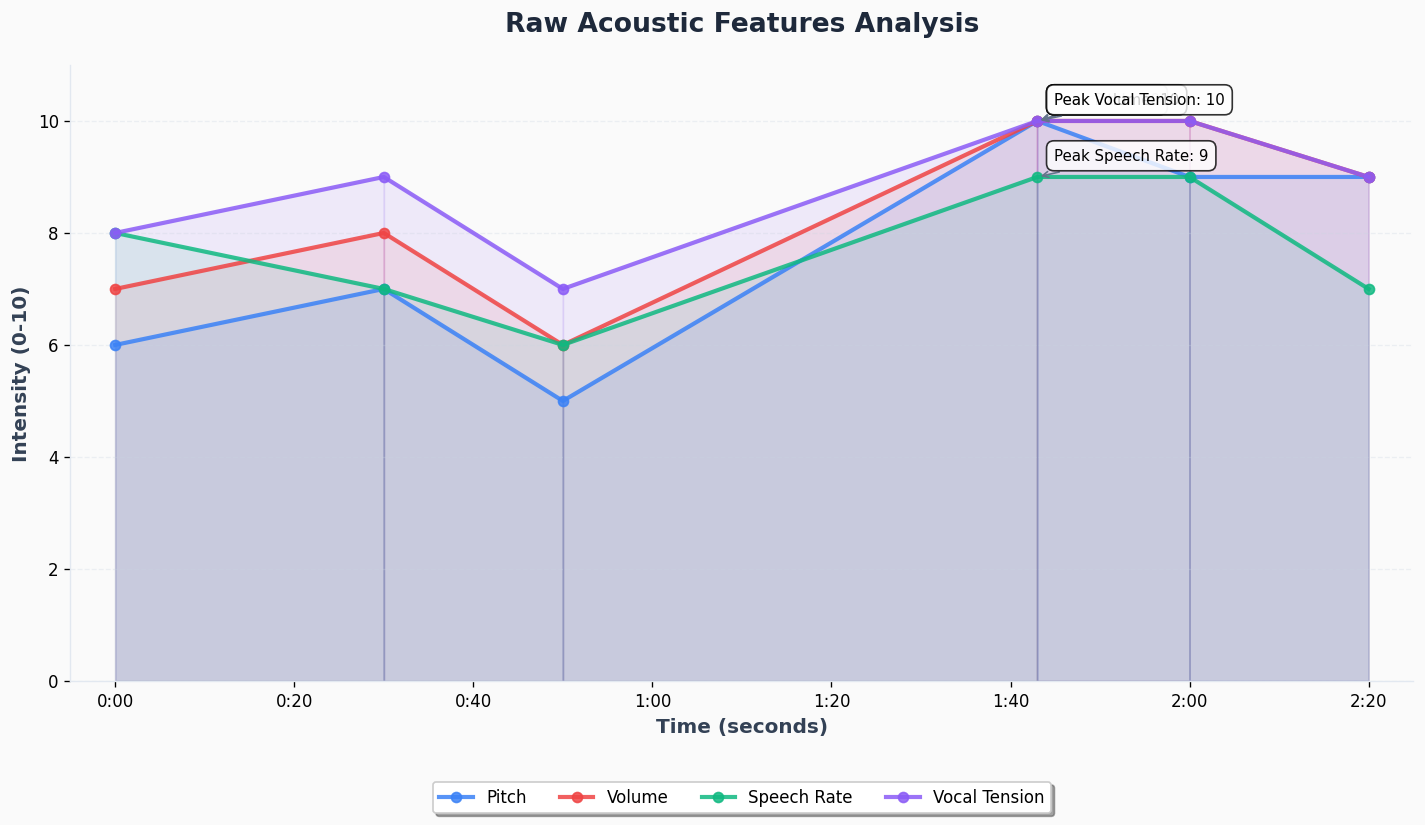 Raw Acoustic Features Analysis
Peak Vocal Tension: 10
10
Peak Speech Rate: 9
8
6
4
2
0
Intensity (0-10)
0:00 0:20 0:40 1:00 1:20 1:40 2:00 2:20
Time (seconds)
Pitch Volume Speech Rate Vocal Tension